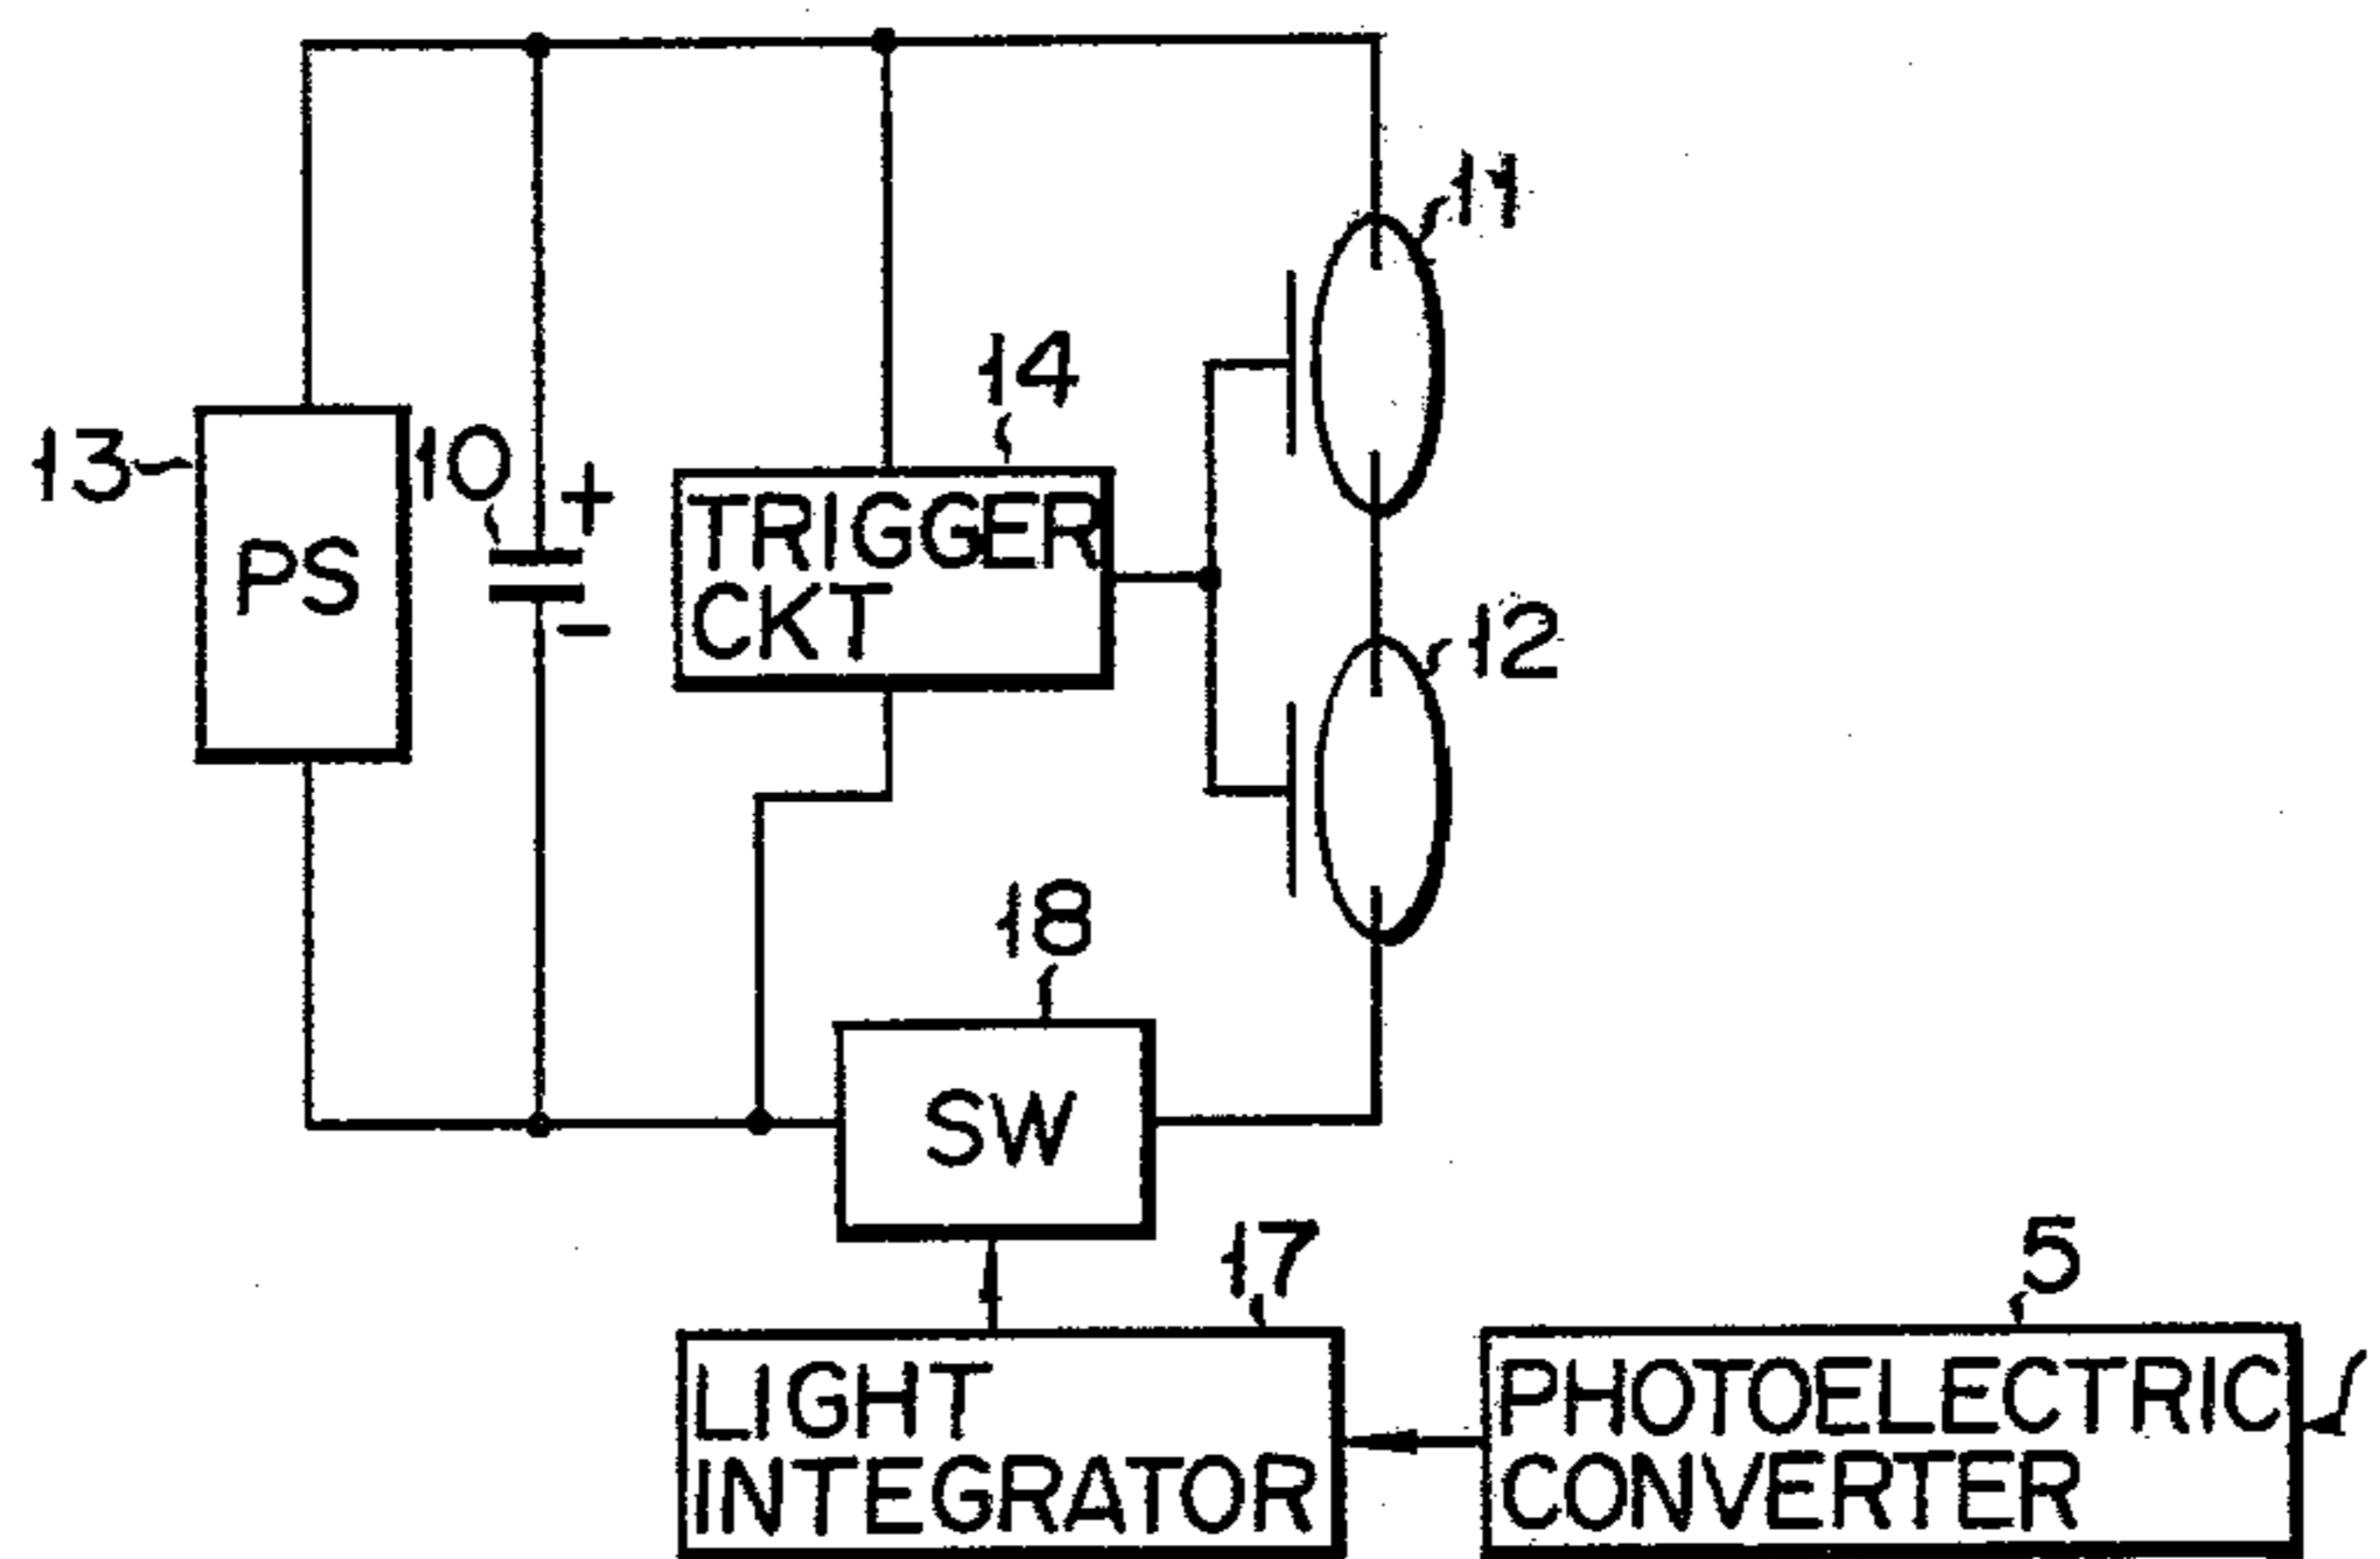 11
14
13
10
+
TRIGGER
CKT
PS
-
12
18
SW
17
5
LIGHT
INTEGRATOR
PHOTOELECTRIC
CONVERTER